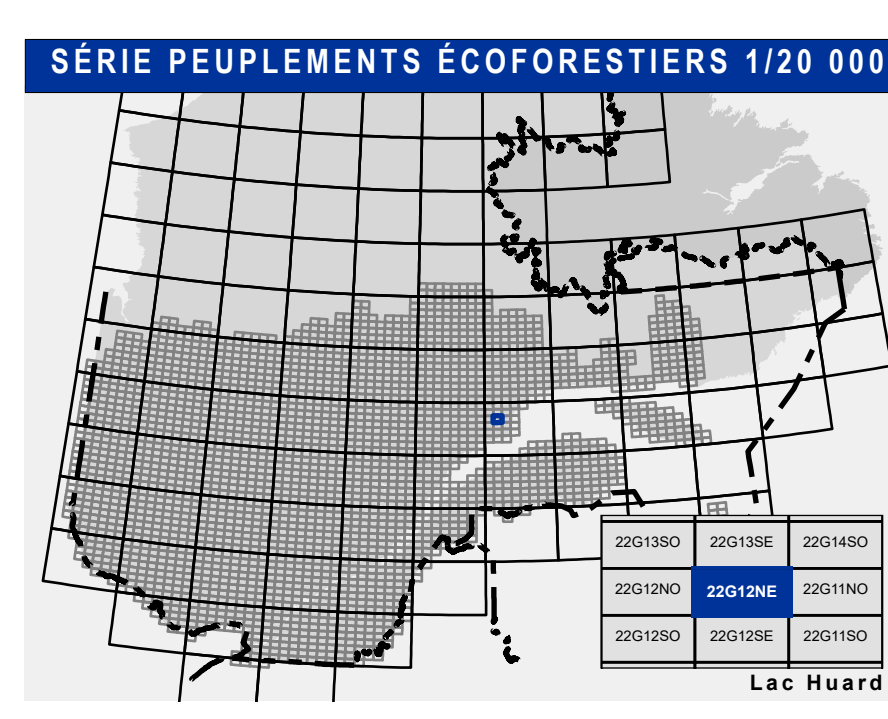 SÉRIE PEUPLEMENTS ÉCOFORESTIERS 1/20 000
22G13SO 22G13SE 22G14SO
22G12NO 22G12NE 22G11NO
22G12SO 22G12SE 22G11SO
Lac Huard